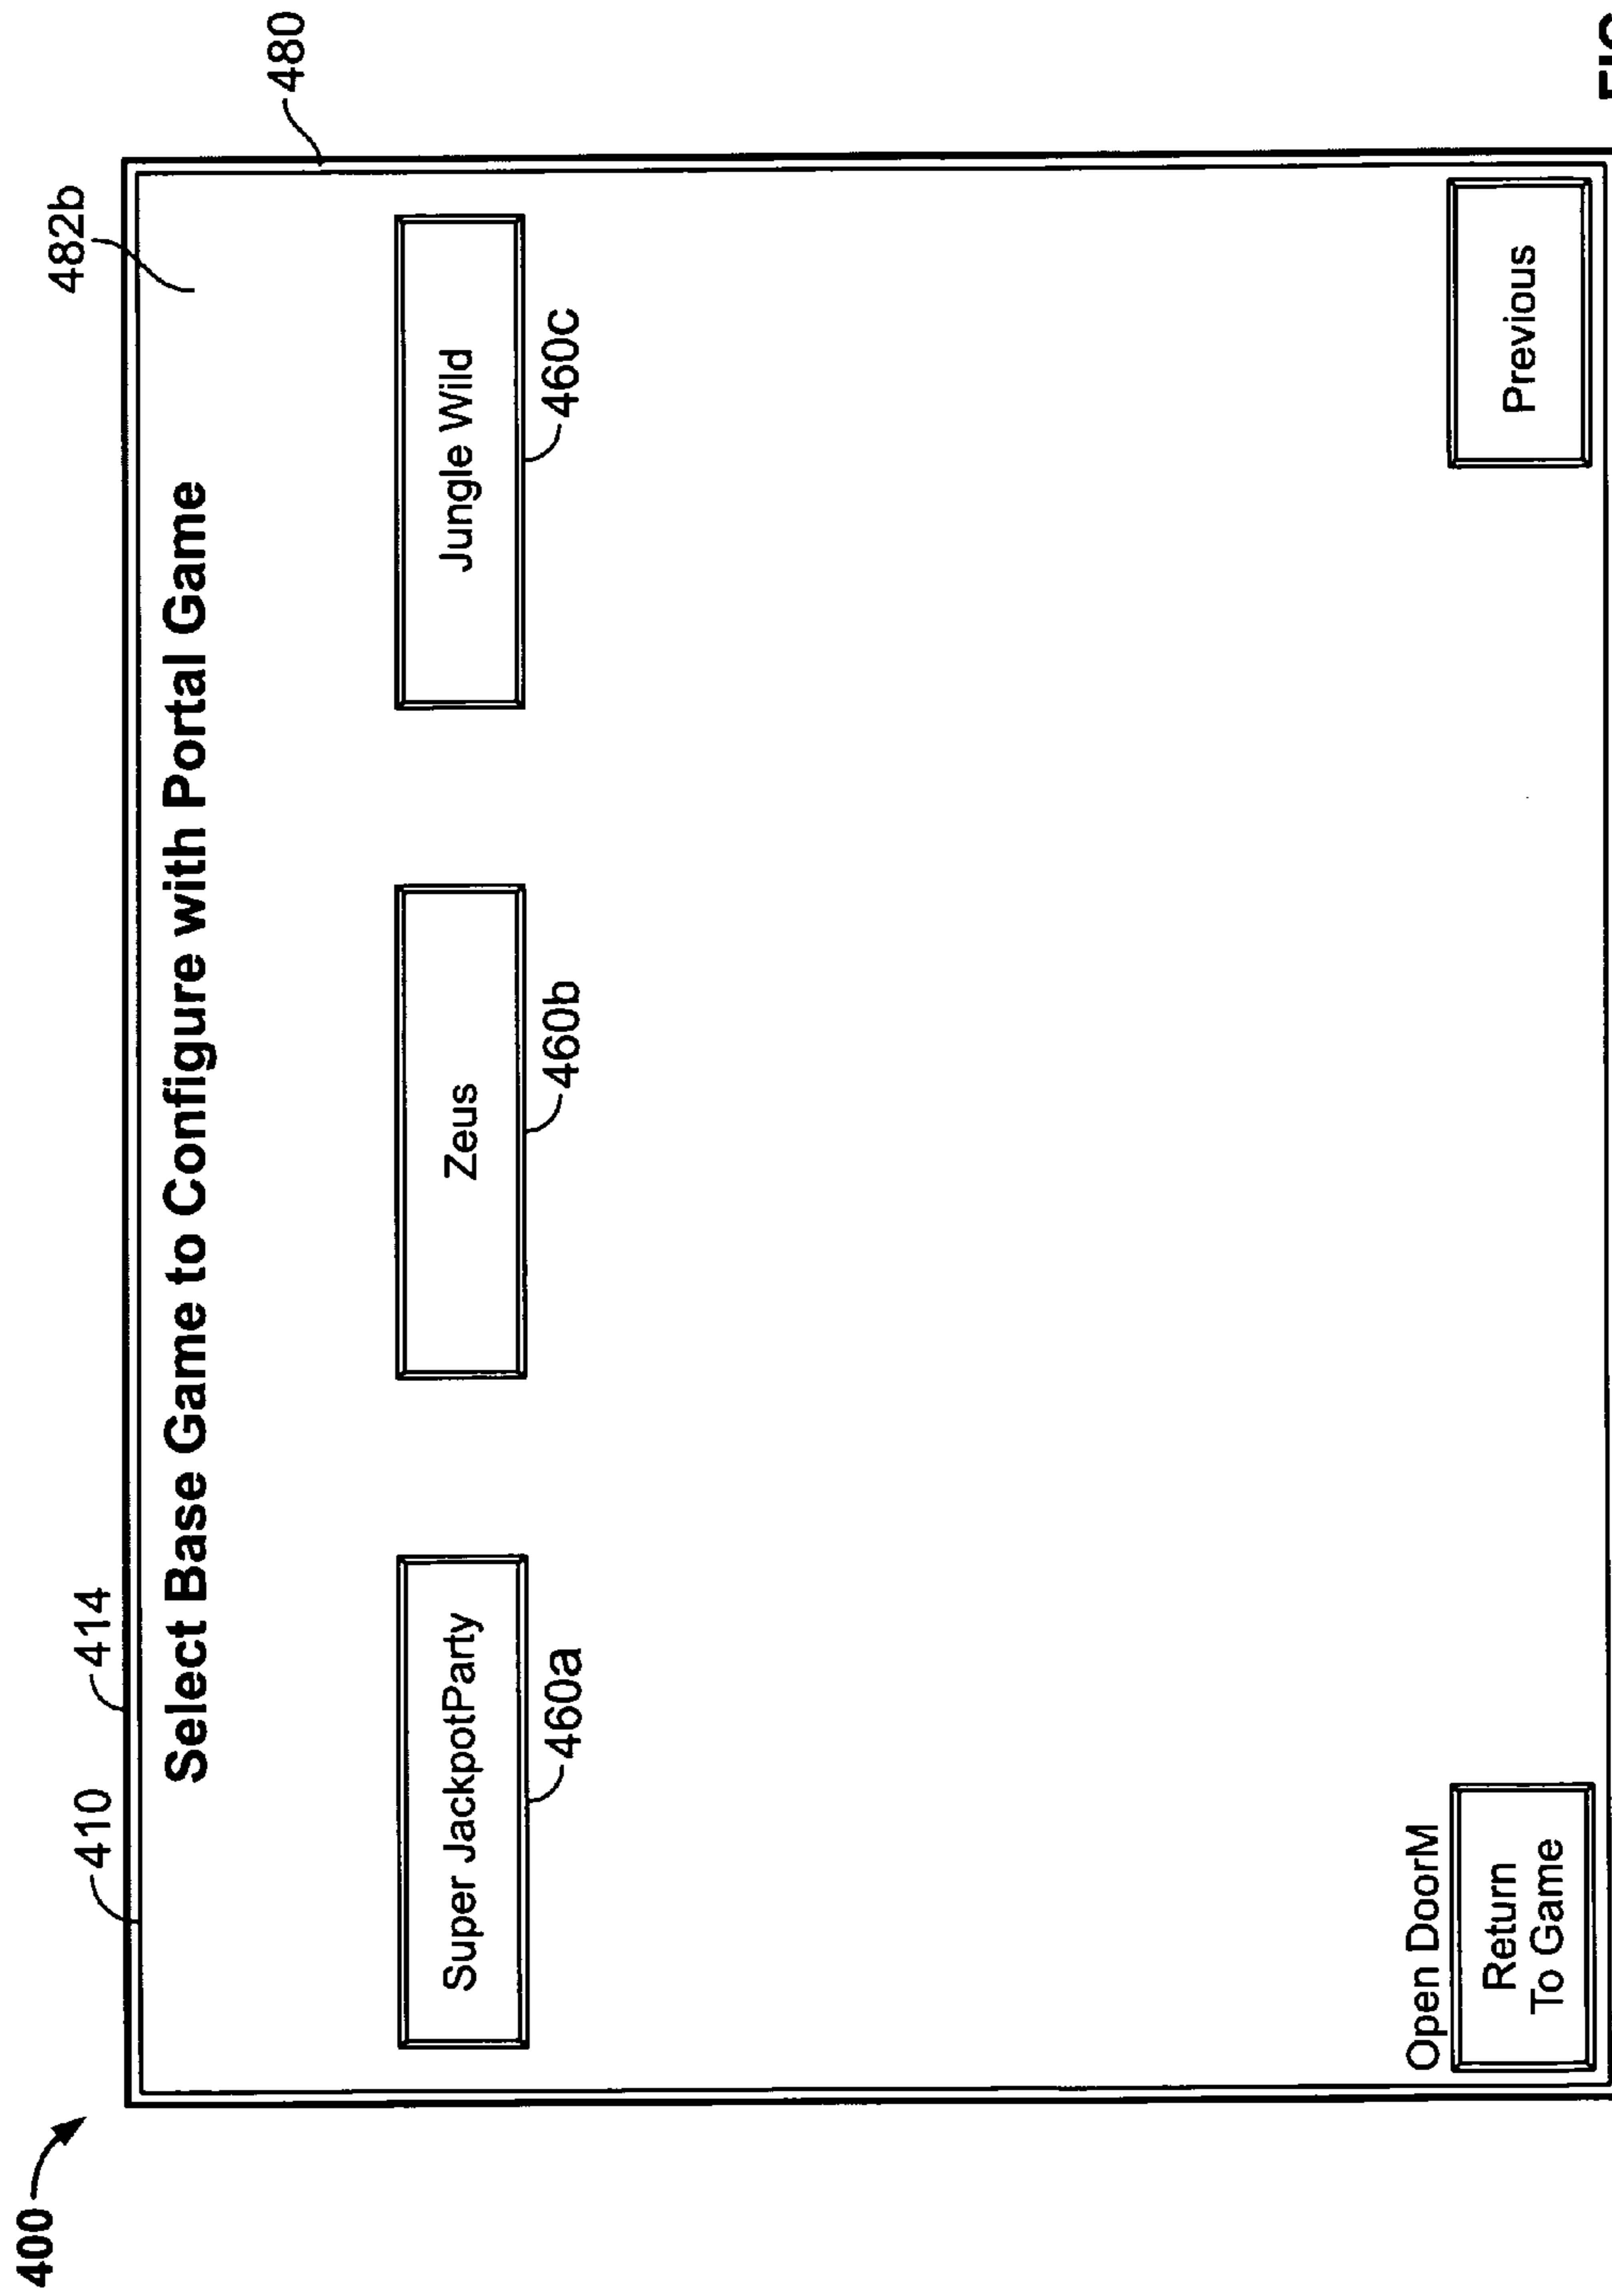 400
410
414
482b
480
Select Base Game to Configure with Portal Game
Super JackpotParty
Zeus
Jungle Wild
460a
460b
460c
Open DoorM
Return
To Game
Previous